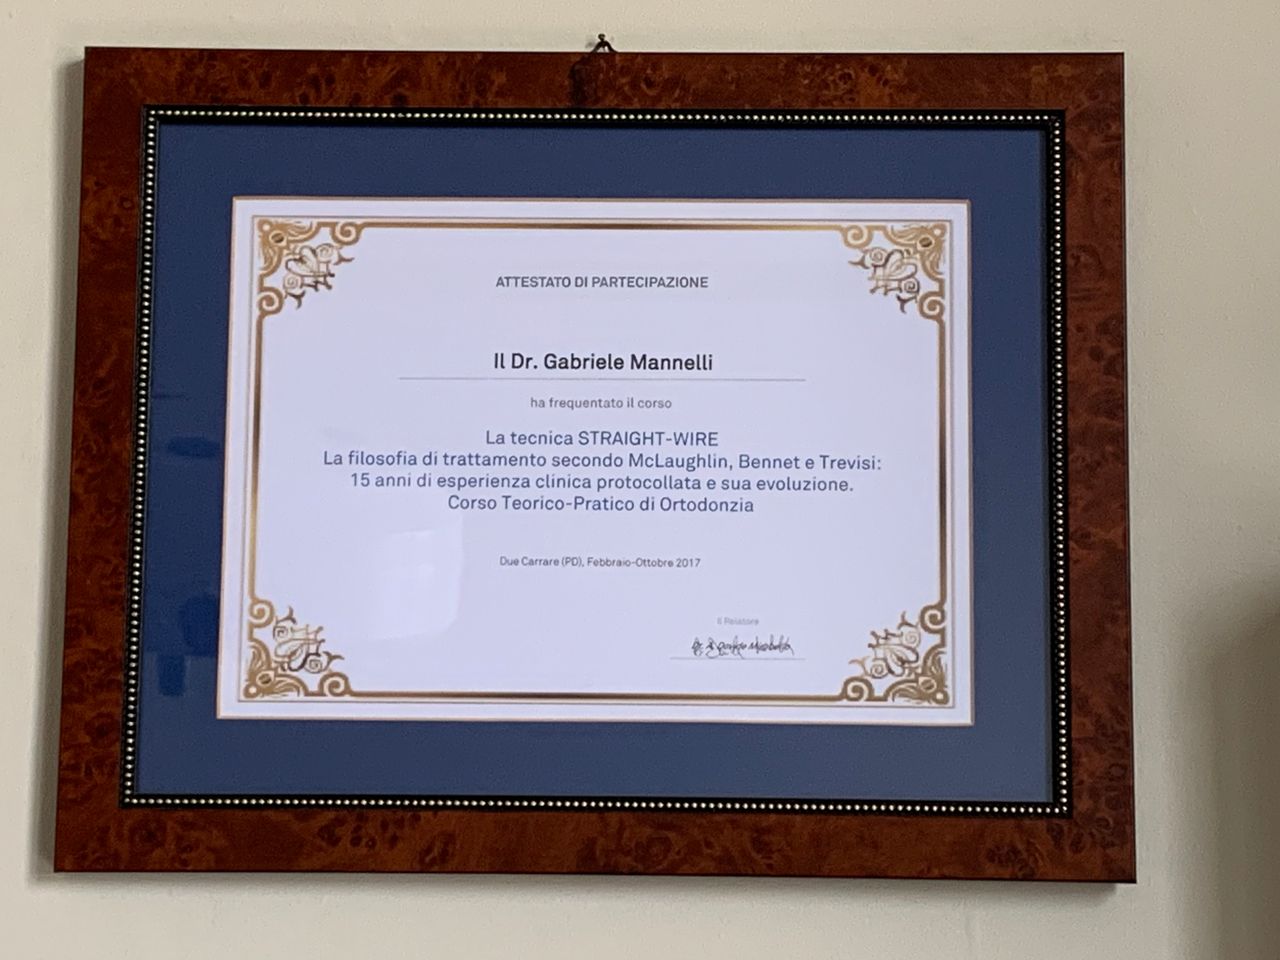 ATTESTATO DI PARTECIPAZIONE
Il Dr. Gabriele Mannelli
ha frequentato il corso
La tecnica STRAIGHT-WIRE
La filosofia di trattamento secondo McLaughlin, Bennet e Trevisi:
15 anni di esperienza clinica protocollata e sua evoluzione.
Corso Teorico-Pratico di Ortodonzia
Due Carrare (PD), Febbraio-Ottobre 2017
Il Relatore